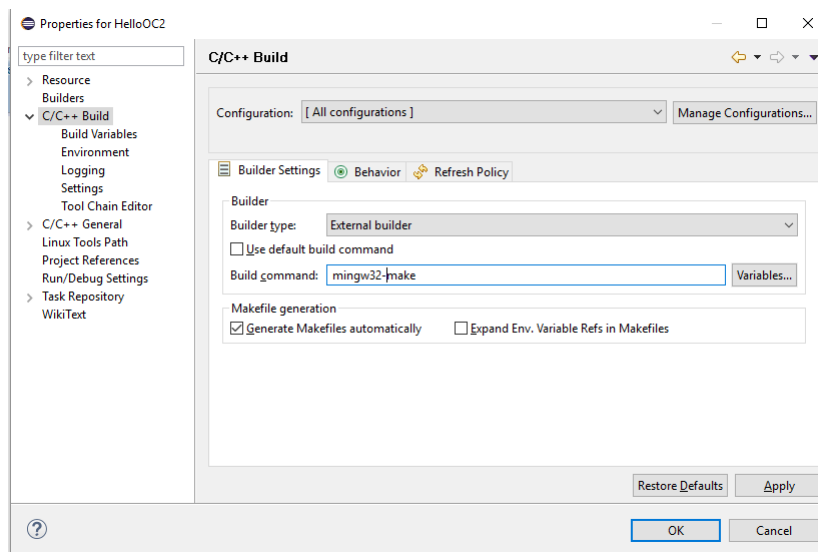 Properties for HelloOC2
type filter text
C/C++ Build
Resource
Builders
C/C++ Build
Build Variables
Environment
Logging
Settings
Tool Chain Editor
C/C++ General
Linux Tools Path
Project References
Run/Debug Settings
Task Repository
WikiText
Configuration: [ All configurations ] Manage Configurations...
Builder Settings Behavior Refresh Policy
Builder
Builder type: External builder
Use default build command
Build command: mingw32-make Variables...
Makefile generation
Generate Makefiles automatically Expand Env. Variable Refs in Makefiles
Restore Defaults Apply
? OK Cancel